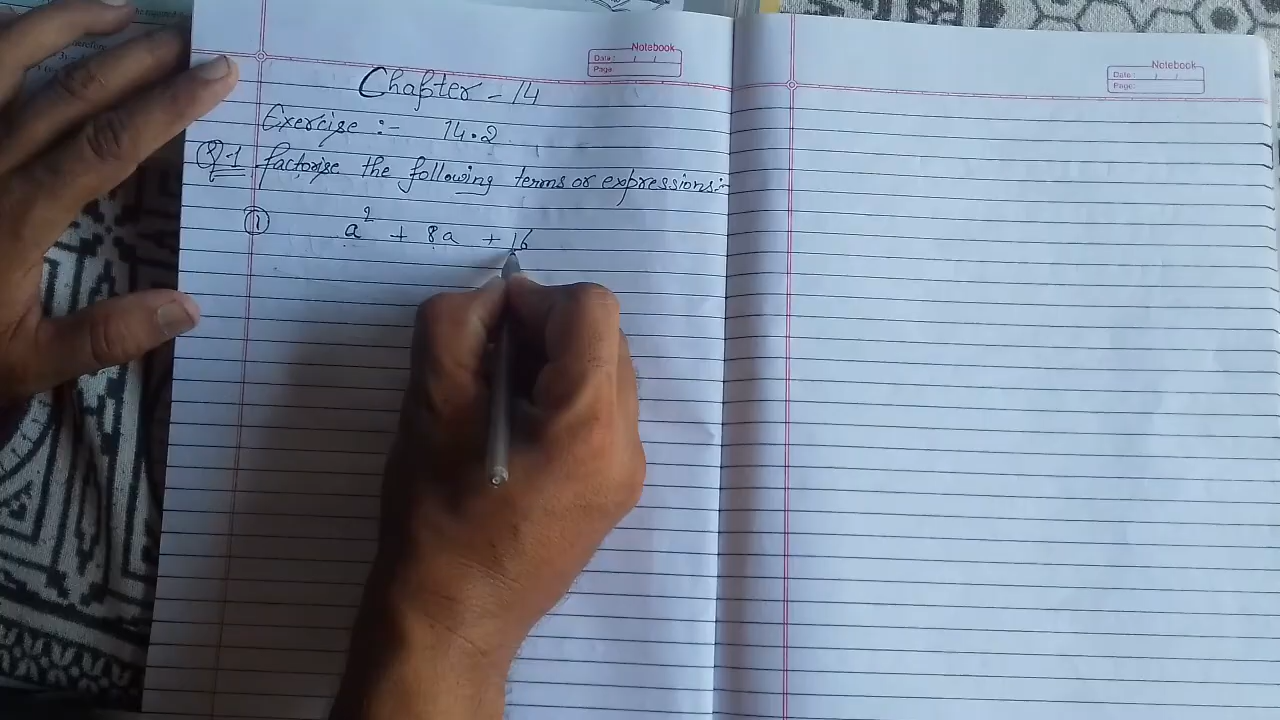 Notebook
Date: / /
Page:
Chapter - 14
Exercise :- 14.2
Q.1 factorise the following terms or expressions:-
(i) a² + 8a + 16
Notebook
Date: / /
Page: